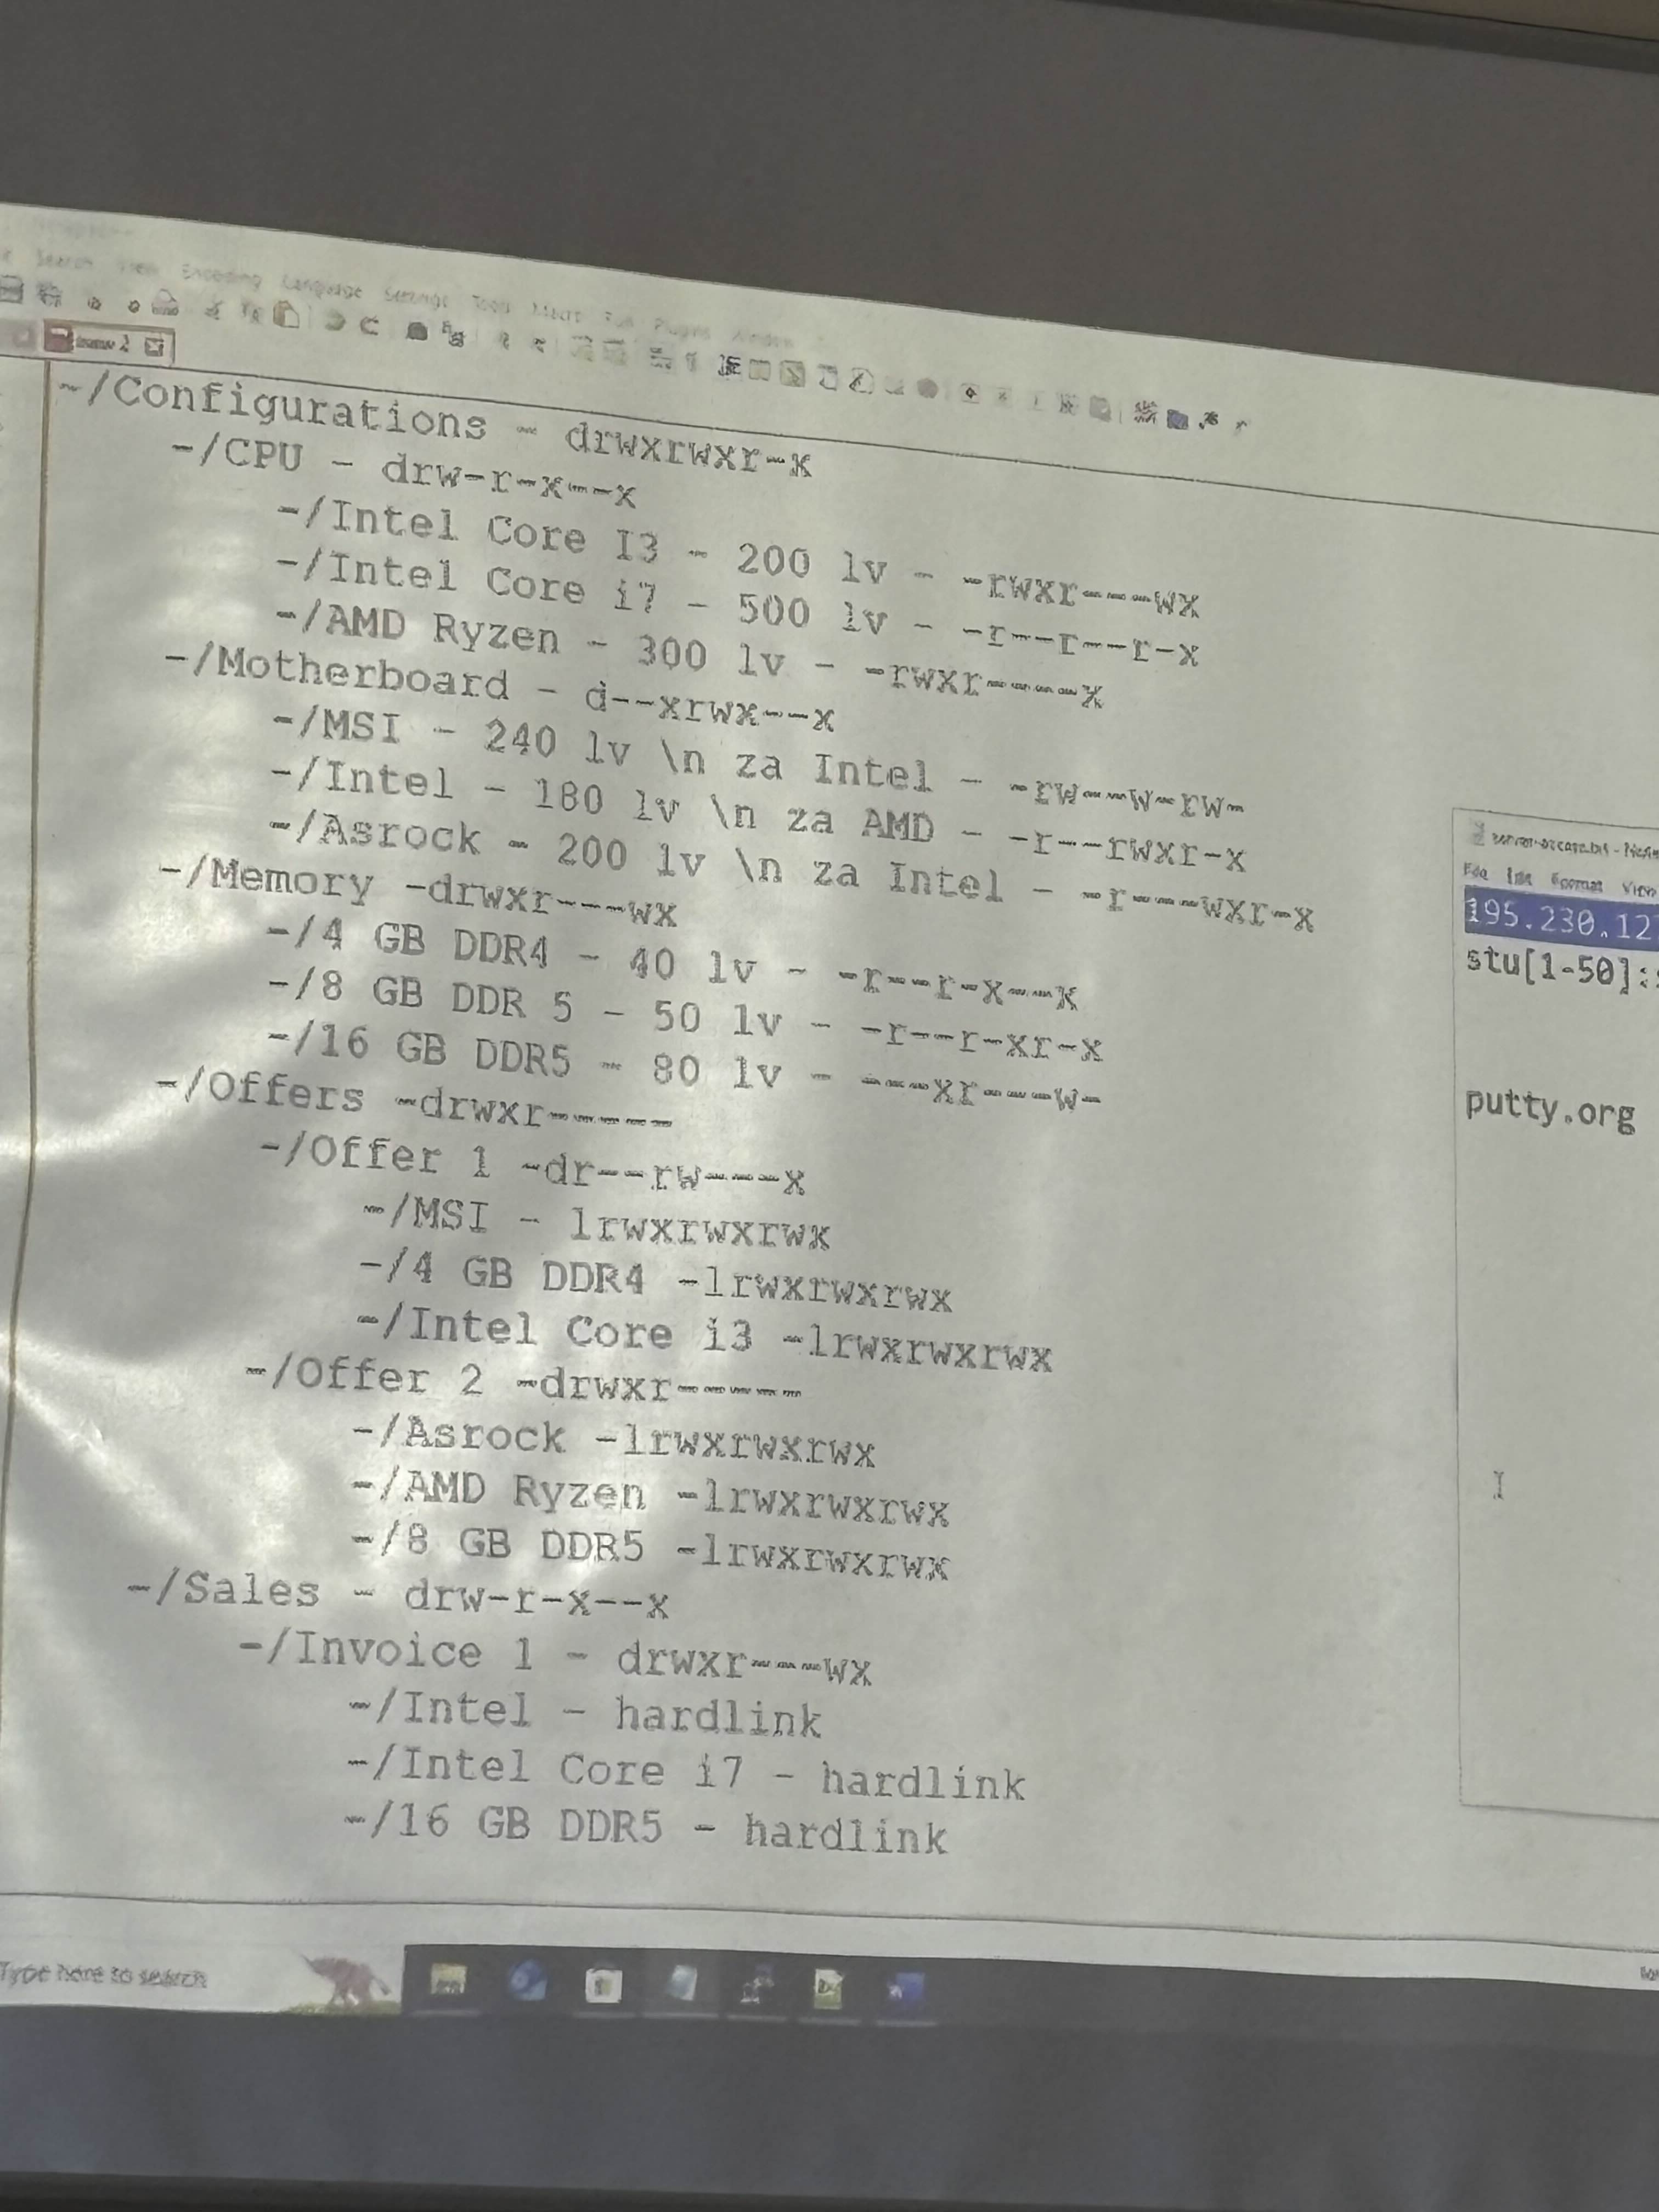 Search View Encoding Language Settings Tools Macro Run Plugins Window
new 2
~/Configurations - drwxrwxr-x
-/CPU - drw-r-x--x
-/Intel Core I3 - 200 lv - -rwxr---wx
-/Intel Core i7 - 500 lv - -r--r--r-x
-/AMD Ryzen - 300 lv - -rwxr----x
-/Motherboard - d--xrwx--x
-/MSI - 240 lv \n za Intel - -rw--w-rw-
-/Intel - 180 lv \n za AMD - -r--rwxr-x
-/Asrock - 200 lv \n za Intel - -r---wxr-x
-/Memory -drwxr---wx
-/4 GB DDR4 - 40 lv - -r--r-x--x
-/8 GB DDR 5 - 50 lv - -r--r-xr-x
-/16 GB DDR5 - 80 lv - ---xr---w-
-/Offers -drwxr-----
-/Offer 1 -dr--rw---x
-/MSI - lrwxrwxrwx
-/4 GB DDR4 -lrwxrwxrwx
-/Intel Core i3 -lrwxrwxrwx
-/Offer 2 -drwxr-----
-/Asrock -lrwxrwxrwx
-/AMD Ryzen -lrwxrwxrwx
-/8 GB DDR5 -lrwxrwxrwx
-/Sales - drw-r-x--x
-/Invoice 1 - drwxr---wx
-/Intel - hardlink
-/Intel Core i7 - hardlink
-/16 GB DDR5 - hardlink
File Edit Format View
195.230.12
stu[1-50]:
putty.org
Type here to search